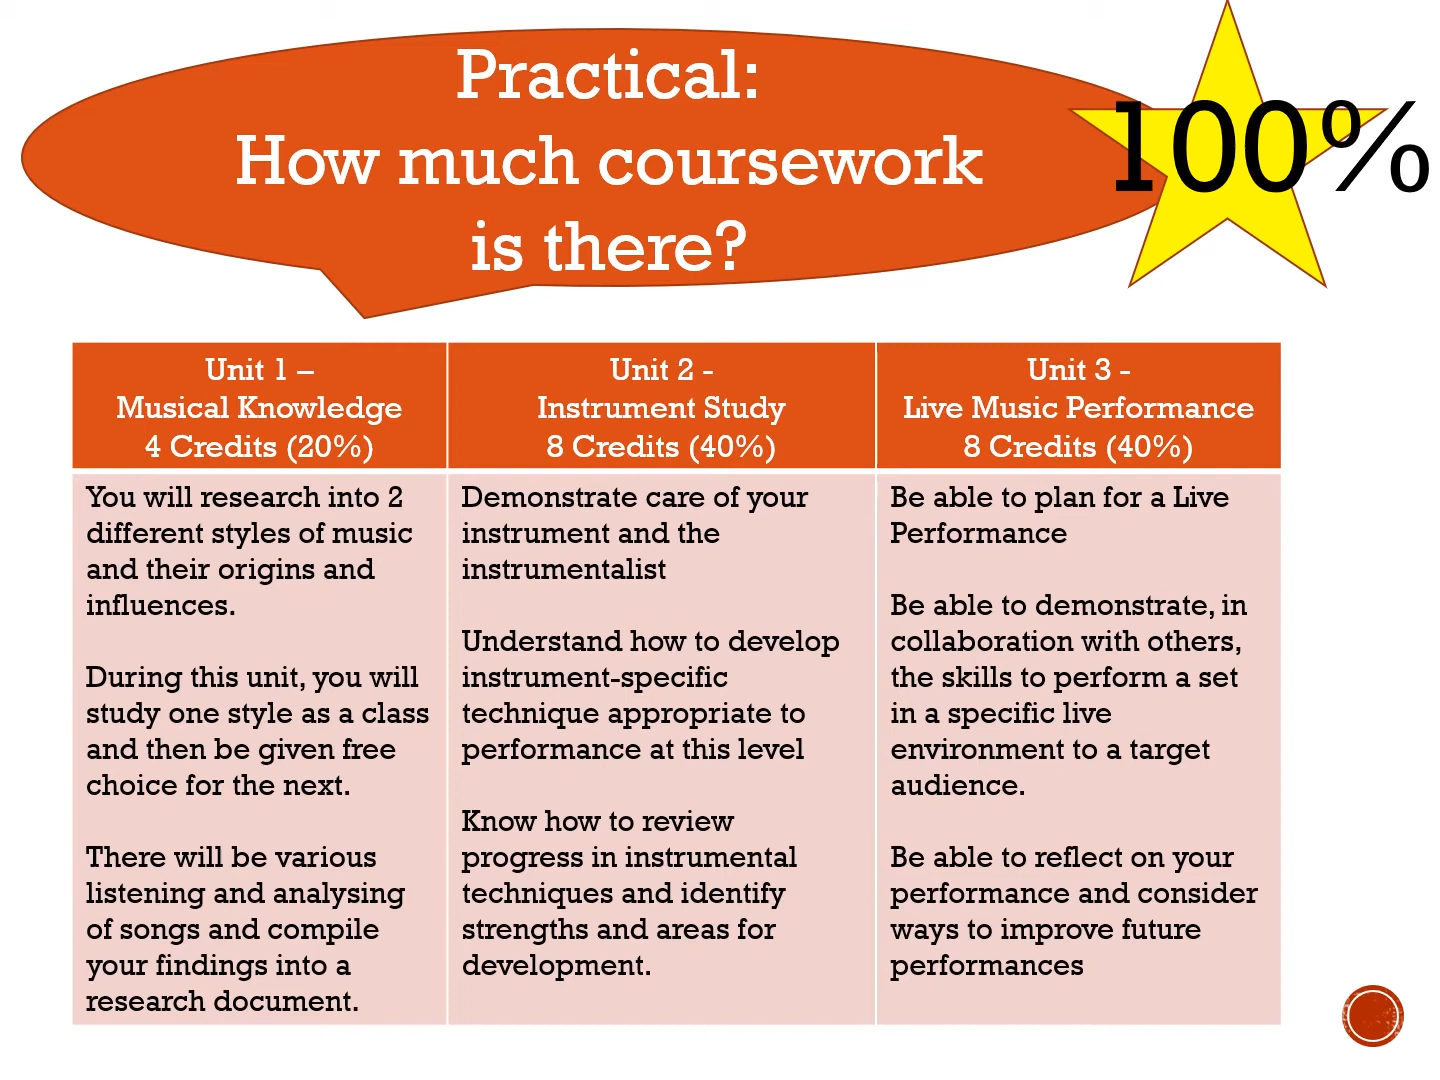 Practical:
How much coursework
is there?
100%
Unit 1 –
Musical Knowledge
4 Credits (20%)
Unit 2 -
Instrument Study
8 Credits (40%)
Unit 3 -
Live Music Performance
8 Credits (40%)
You will research into 2
different styles of music
and their origins and
influences.
During this unit, you will
study one style as a class
and then be given free
choice for the next.
There will be various
listening and analysing
of songs and compile
your findings into a
research document.
Demonstrate care of your
instrument and the
instrumentalist
Understand how to develop
instrument-specific
technique appropriate to
performance at this level
Know how to review
progress in instrumental
techniques and identify
strengths and areas for
development.
Be able to plan for a Live
Performance
Be able to demonstrate, in
collaboration with others,
the skills to perform a set
in a specific live
environment to a target
audience.
Be able to reflect on your
performance and consider
ways to improve future
performances